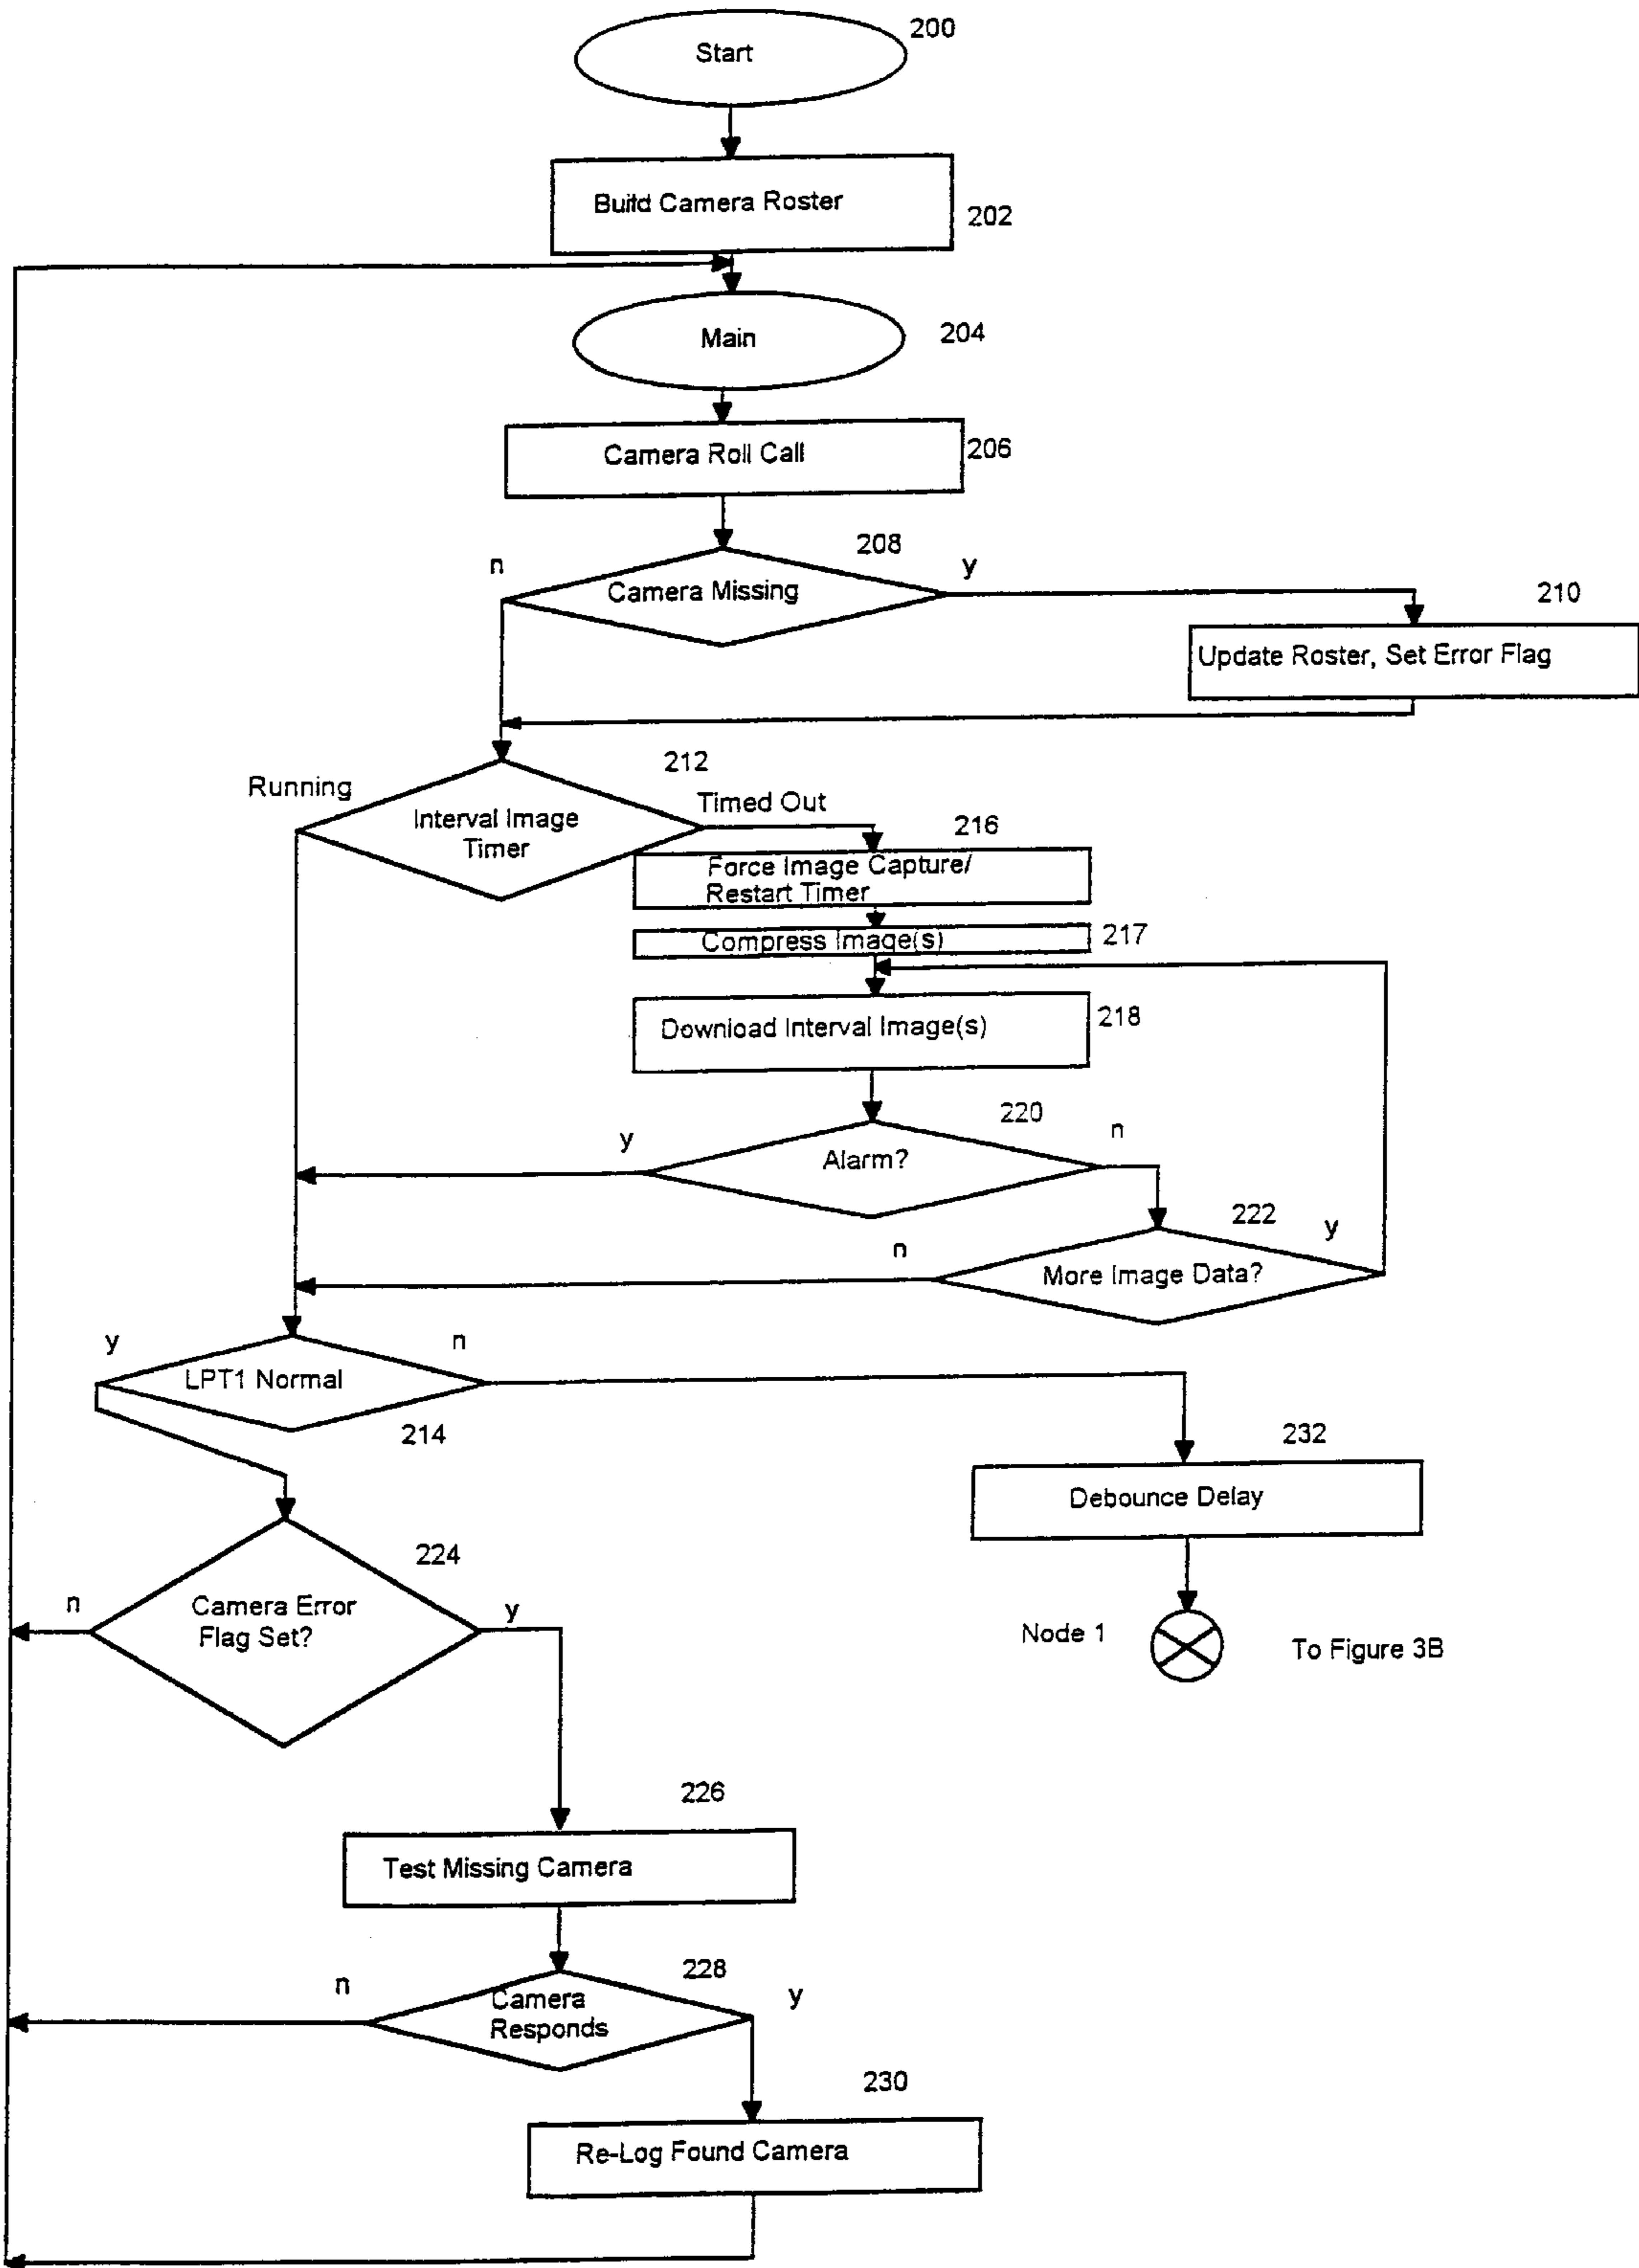 200
Start
Build Camera Roster
202
Main
204
Camera Roll Call
206
208
n
y
Camera Missing
210
Update Roster, Set Error Flag
212
Running
Timed Out
Interval Image
Timer
216
Force Image Capture/
Restart Timer
Compress Image(s)
217
Download Interval Image(s)
218
220
y
n
Alarm?
222
y
n
More Image Data?
y
n
LPT1 Normal
214
232
Debounce Delay
224
n
Camera Error
Flag Set?
y
Node 1
To Figure 3B
226
Test Missing Camera
228
n
y
Camera
Responds
230
Re-Log Found Camera